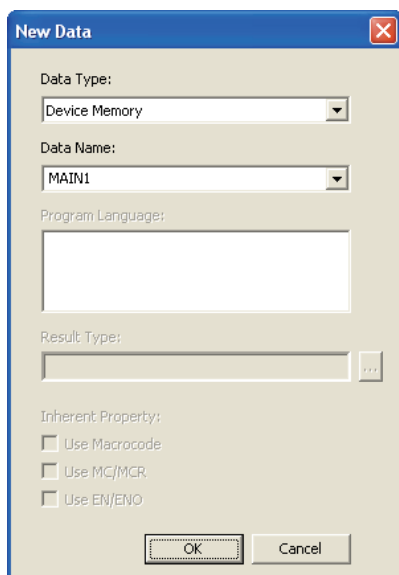 New Data
Data Type:
Device Memory
Data Name:
MAIN1
Program Language:
Result Type:
...
Inherent Property:
Use Macrocode
Use MC/MCR
Use EN/ENO
OK
Cancel